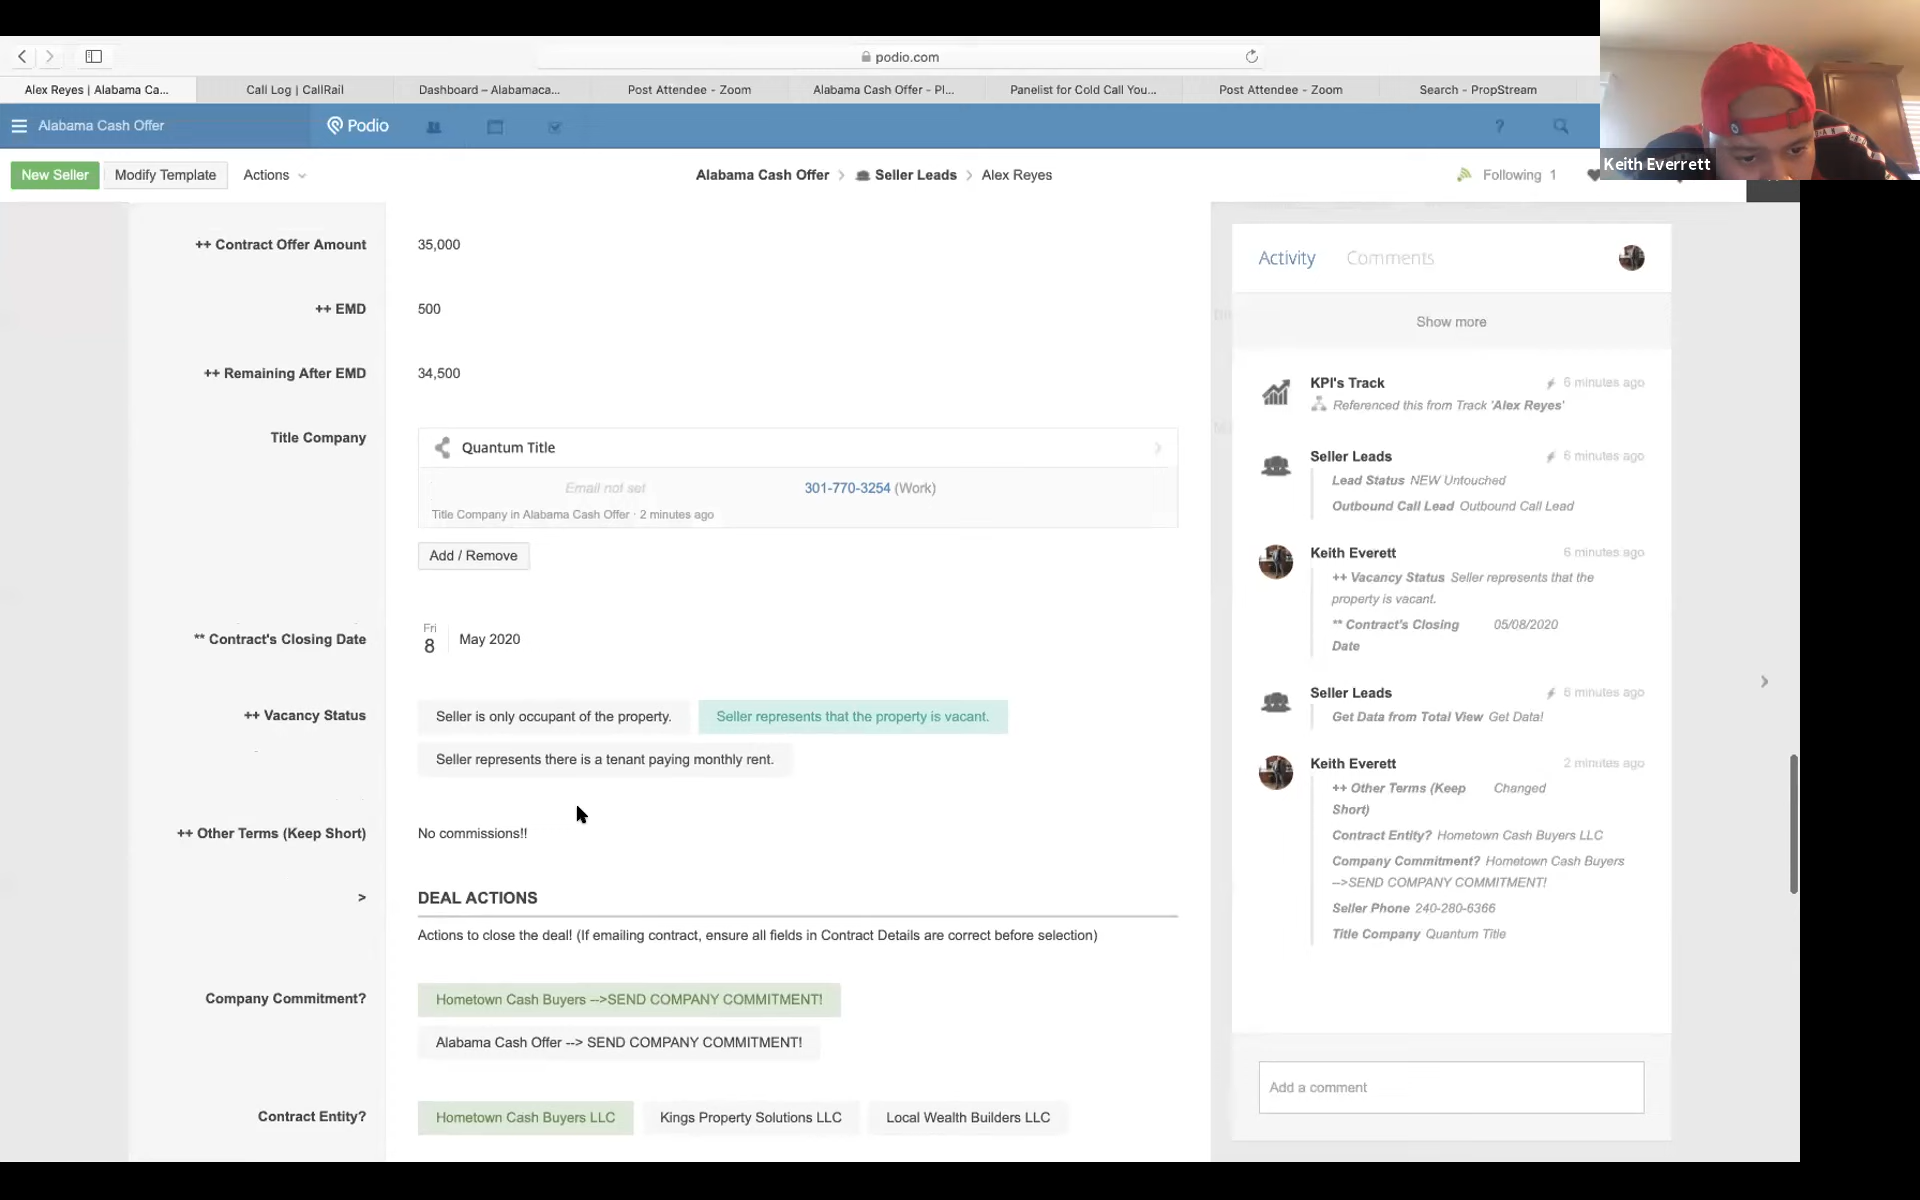 podio.com
Alex Reyes | Alabama Ca...
Call Log | CallRail
Dashboard – Alabamaca...
Post Attendee - Zoom
Alabama Cash Offer - Pl...
Panelist for Cold Call You...
Post Attendee - Zoom
Search - PropStream
Keith Everrett
Alabama Cash Offer
Podio
?
New Seller
Modify Template
Actions
Alabama Cash Offer > Seller Leads > Alex Reyes
Following 1
++ Contract Offer Amount
35,000
++ EMD
500
++ Remaining After EMD
34,500
Title Company
Quantum Title
Email not set
301-770-3254 (Work)
Title Company in Alabama Cash Offer · 2 minutes ago
Add / Remove
** Contract's Closing Date
Fri
8
May 2020
++ Vacancy Status
Seller is only occupant of the property.
Seller represents that the property is vacant.
Seller represents there is a tenant paying monthly rent.
++ Other Terms (Keep Short)
No commissions!!
>
DEAL ACTIONS
Actions to close the deal! (If emailing contract, ensure all fields in Contract Details are correct before selection)
Company Commitment?
Hometown Cash Buyers -->SEND COMPANY COMMITMENT!
Alabama Cash Offer --> SEND COMPANY COMMITMENT!
Contract Entity?
Hometown Cash Buyers LLC
Kings Property Solutions LLC
Local Wealth Builders LLC
Activity
Comments
Show more
KPI's Track
6 minutes ago
Referenced this from Track 'Alex Reyes'
Seller Leads
6 minutes ago
Lead Status NEW Untouched
Outbound Call Lead Outbound Call Lead
Keith Everett
6 minutes ago
++ Vacancy Status Seller represents that the
property is vacant.
** Contract's Closing 05/08/2020
Date
Seller Leads
6 minutes ago
Get Data from Total View Get Data!
Keith Everett
2 minutes ago
++ Other Terms (Keep Changed
Short)
Contract Entity? Hometown Cash Buyers LLC
Company Commitment? Hometown Cash Buyers
-->SEND COMPANY COMMITMENT!
Seller Phone 240-280-6366
Title Company Quantum Title
Add a comment